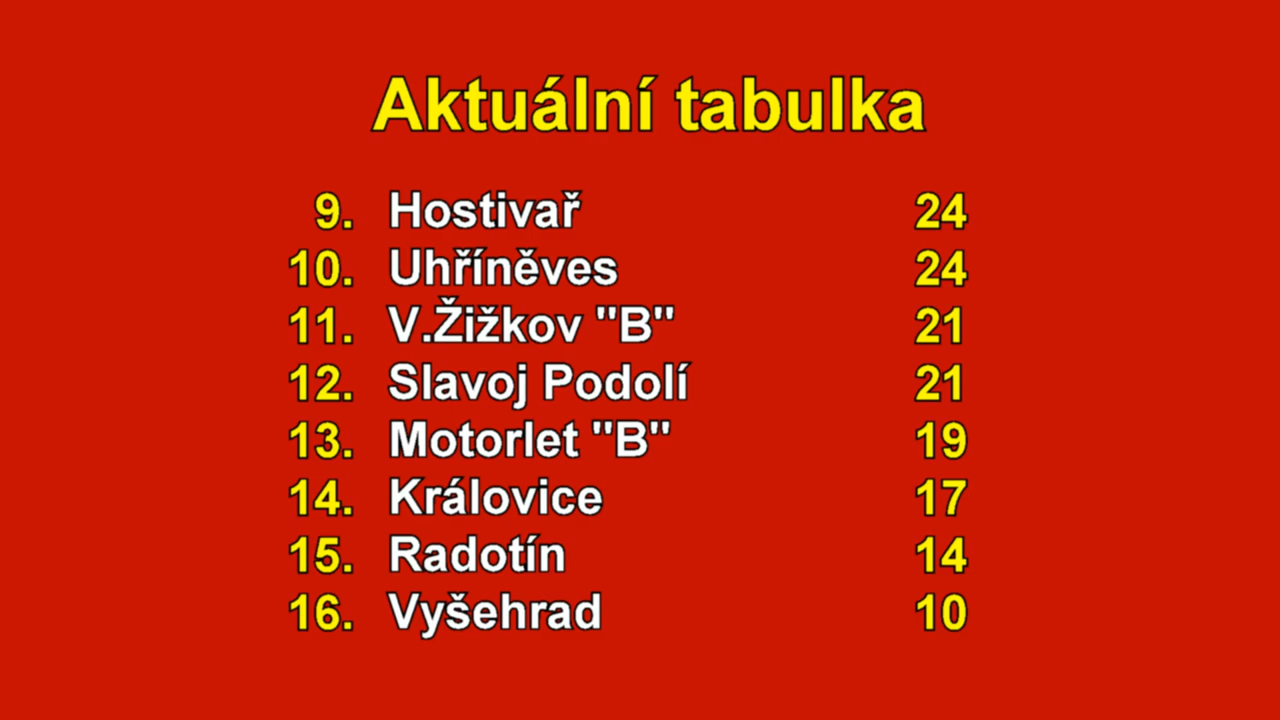 Aktuální tabulka
9. Hostivař 24
10. Uhříněves 24
11. V.Žižkov "B" 21
12. Slavoj Podolí 21
13. Motorlet "B" 19
14. Královice 17
15. Radotín 14
16. Vyšehrad 10